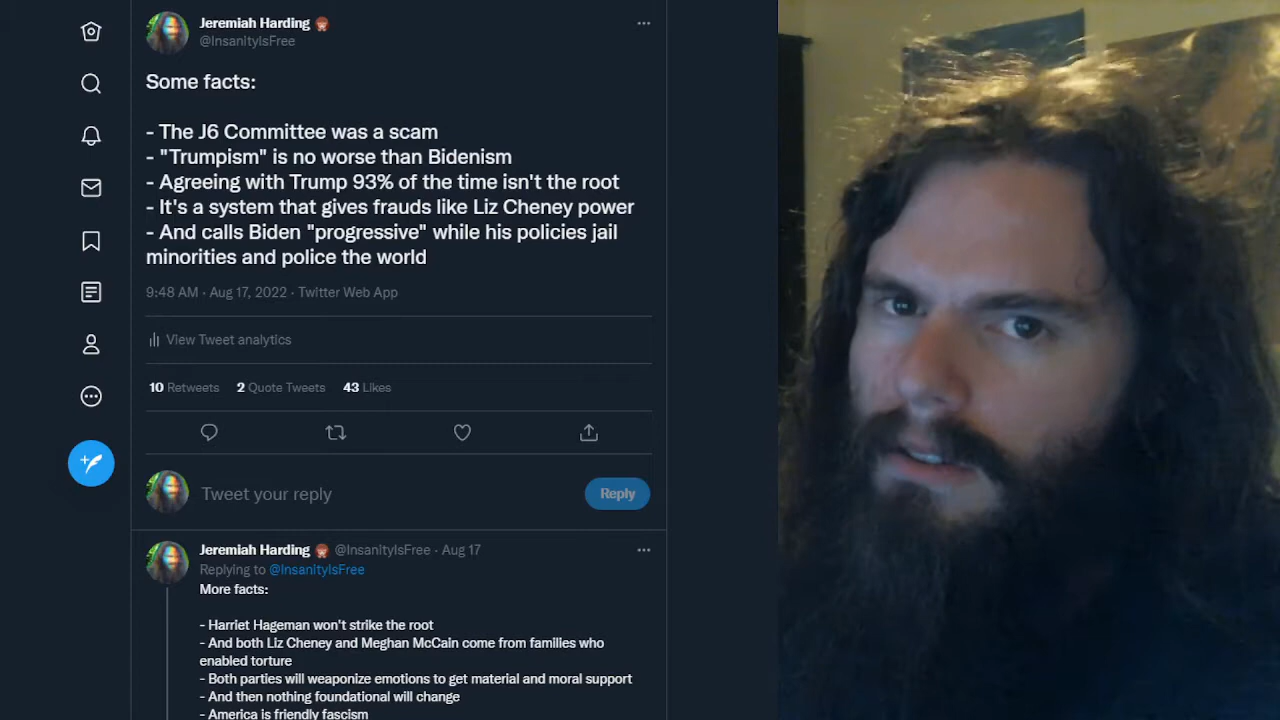 Jeremiah Harding
@InsanityIsFree
Some facts:
- The J6 Committee was a scam
- "Trumpism" is no worse than Bidenism
- Agreeing with Trump 93% of the time isn't the root
- It's a system that gives frauds like Liz Cheney power
- And calls Biden "progressive" while his policies jail
minorities and police the world
9:48 AM · Aug 17, 2022 · Twitter Web App
View Tweet analytics
10 Retweets 2 Quote Tweets 43 Likes
Tweet your reply
Reply
Jeremiah Harding @InsanityIsFree · Aug 17
Replying to @InsanityIsFree
More facts:
- Harriet Hageman won't strike the root
- And both Liz Cheney and Meghan McCain come from families who
enabled torture
- Both parties will weaponize emotions to get material and moral support
- And then nothing foundational will change
- America is friendly fascism